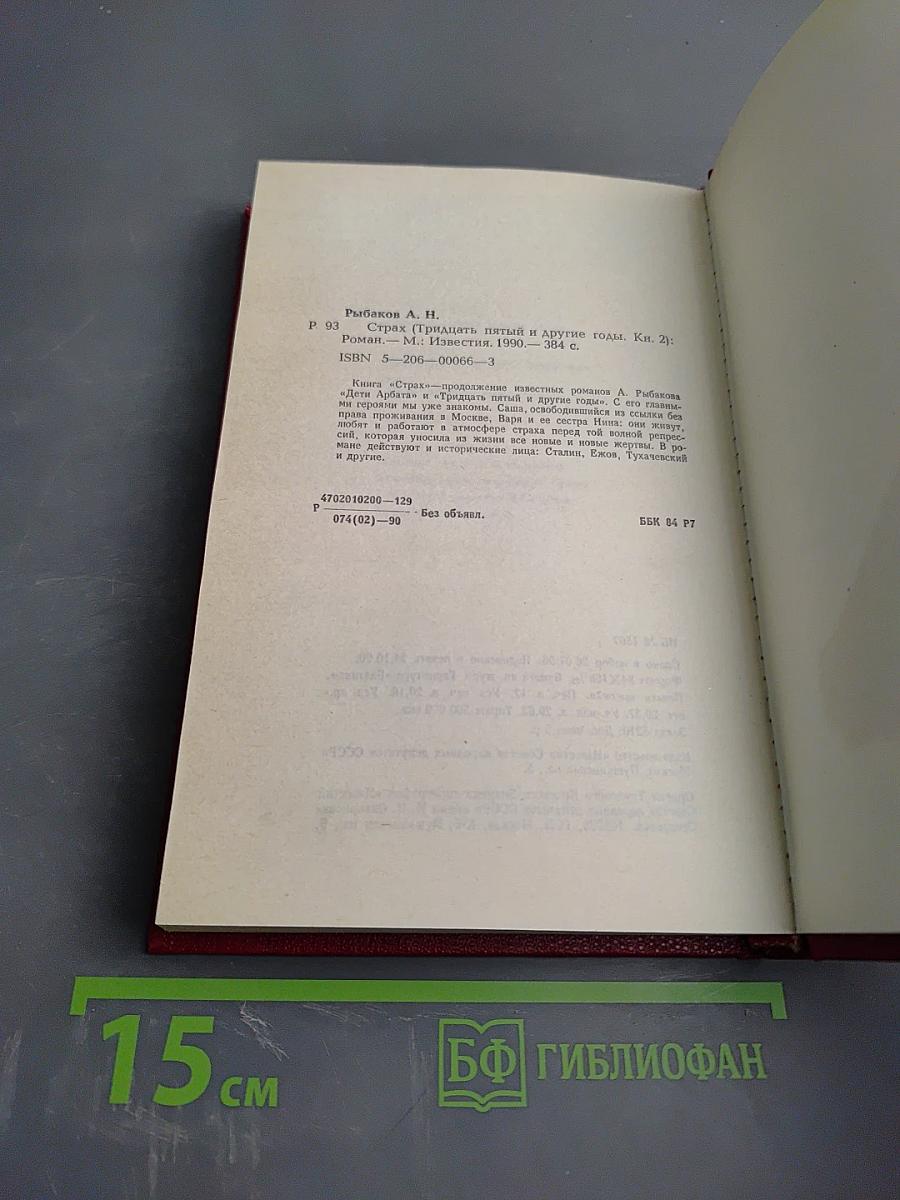 Рыбаков А. Н.
Р 93 Страх (Тридцать пятый и другие годы. Кн. 2):
Роман.— М.: Известия. 1990.— 384 с.
ISBN 5—206—00066—3
Книга «Страх»—продолжение известных романов А. Рыбакова
«Дети Арбата» и «Тридцать пятый и другие годы». С его главны-
ми героями мы уже знакомы. Саша, освободившийся из ссылки без
права проживания в Москве, Варя и ее сестра Нина: они живут,
любят и работают в атмосфере страха перед той волной репрес-
сий, которая уносила из жизни все новые и новые жертвы. В ро-
мане действуют и исторические лица: Сталин, Ежов, Тухачевский
и другие.
4702010200—129
Р Без объявл.
074(02)—90
ББК 84 Р7
15 см
БФ ГИБЛИОФАН